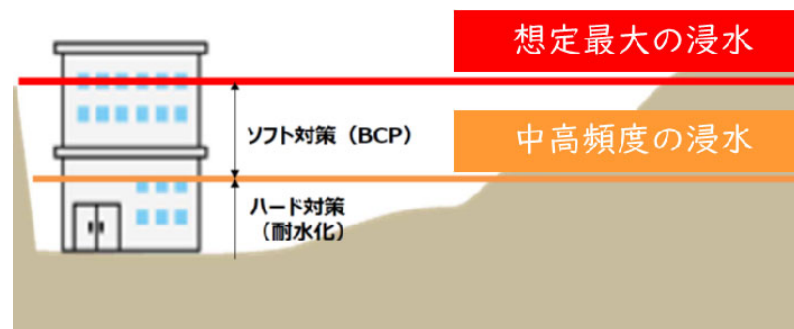 想定最大の浸水
ソフト対策（BCP）
中高頻度の浸水
ハード対策
（耐水化）